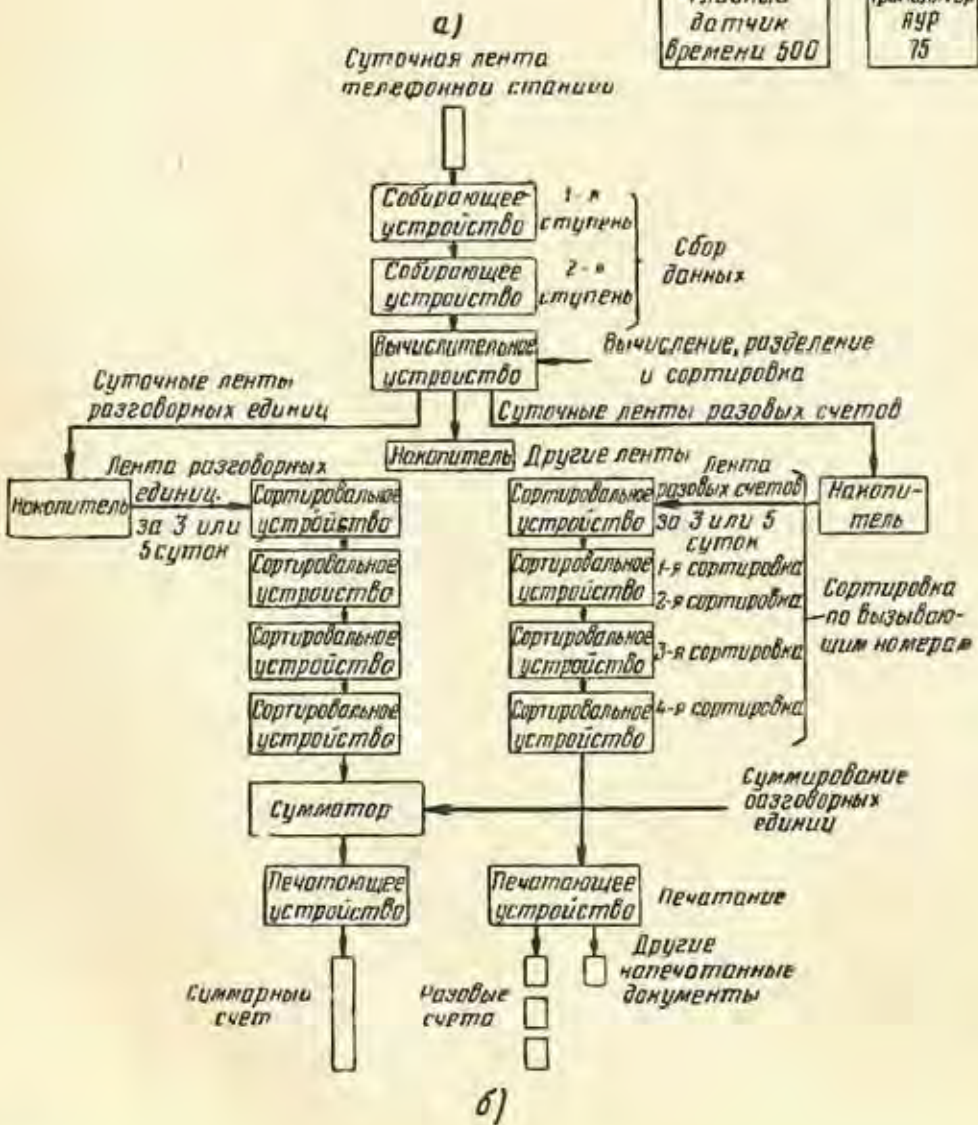 а)
датчик
времени 500
АУР
75
Суточная лента
телефонной станции
Собирающее
устройство
1-я
ступень
Собирающее
устройство
2-я
ступень
Сбор
данных
Вычислительное
устройство
Вычисление, разделение
и сортировка
Суточные ленты
разговорных единиц
Суточные ленты разовых счетов
Накопитель
Другие ленты
Накопитель
Лента разговорных
единиц
за 3 или
5 суток
Сортировальное
устройство
Сортировальное
устройство
Лента
разовых счетов
за 3 или 5
суток
Накопи-
тель
Сортировальное
устройство
Сортировальное
устройство
1-я сортировка
2-я сортировка
Сортировка
по вызываю-
щим номерам
Сортировальное
устройство
Сортировальное
устройство
3-я сортировка
Сортировальное
устройство
Сортировальное
устройство
4-я сортировка
Сумматор
Суммирование
разговорных
единиц
Печатающее
устройство
Печатающее
устройство
Печатание
Суммарный
счет
Разовые
счета
Другие
напечатанные
документы
б)